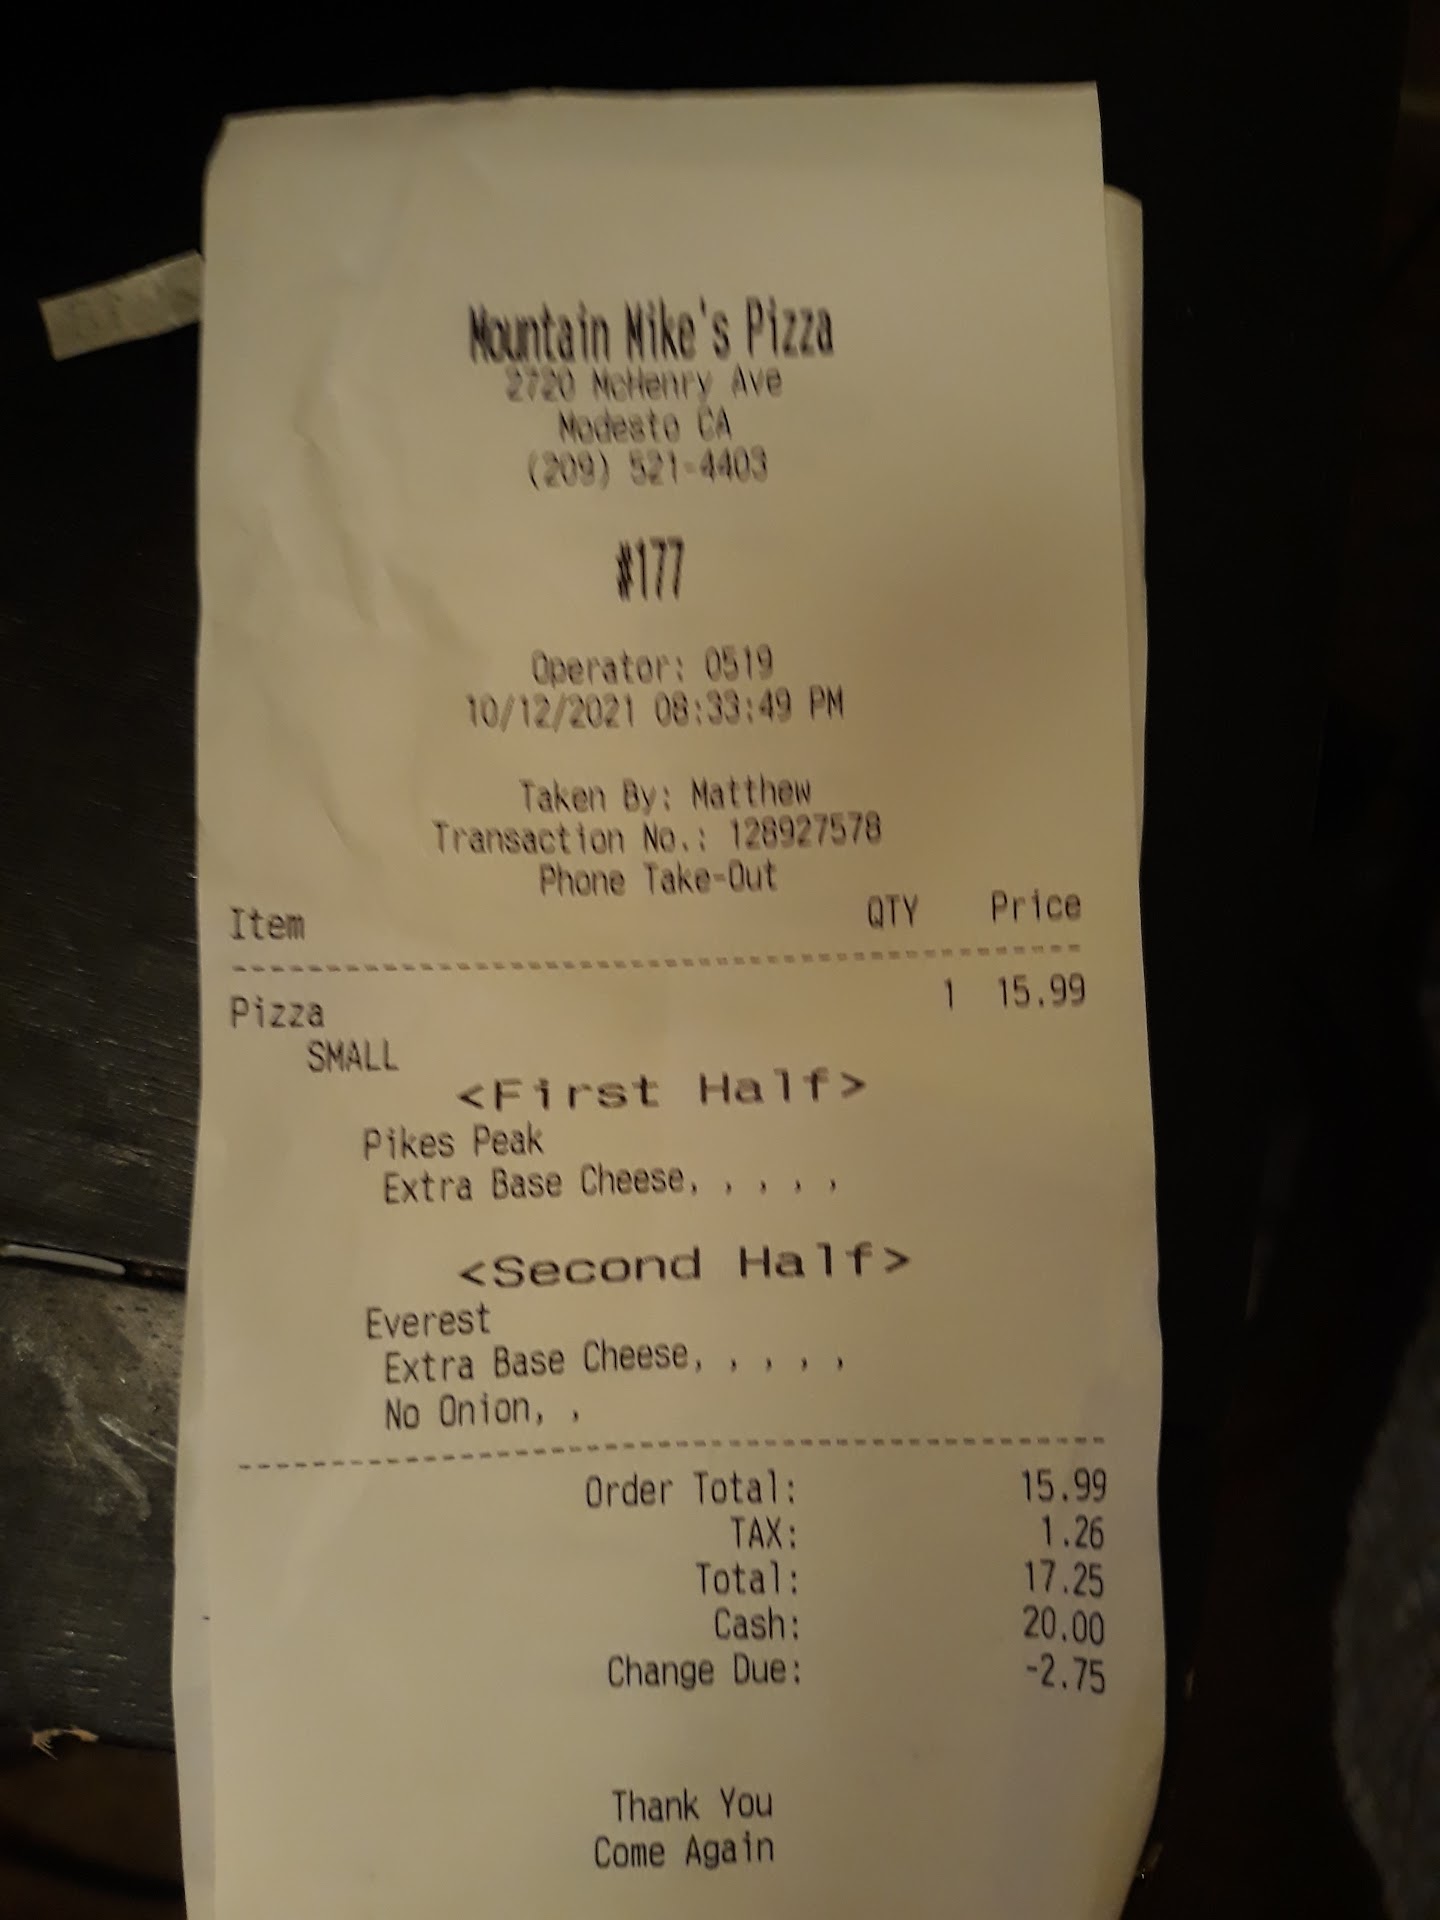 Mountain Mike's Pizza
2720 McHenry Ave
Modesto CA
(209) 521-4403
#177
Operator: 0519
10/12/2021 08:33:49 PM
Taken By: Matthew
Transaction No.: 128927578
Phone Take-Out
Item QTY Price
Pizza 1 15.99
SMALL
<First Half>
Pikes Peak
Extra Base Cheese, , , , ,
<Second Half>
Everest
Extra Base Cheese, , , , ,
No Onion, ,
Order Total: 15.99
TAX: 1.26
Total: 17.25
Cash: 20.00
Change Due: -2.75
Thank You
Come Again